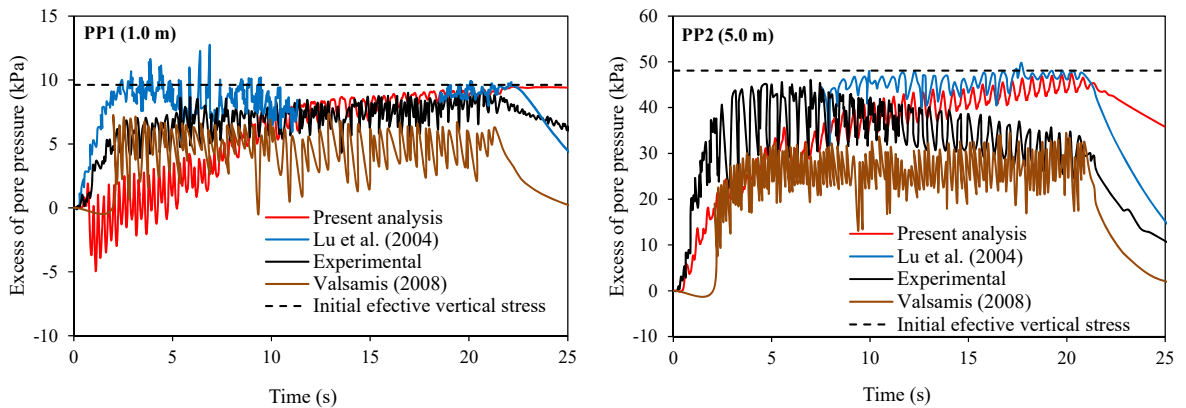 PP1 (1.0 m)
15
10
5
0
-5
-10
0
5
10
15
20
25
Excess of pore pressure (kPa)
Time (s)
Present analysis
Lu et al. (2004)
Experimental
Valsamis (2008)
Initial efective vertical stress
PP2 (5.0 m)
60
50
40
30
20
10
0
-10
0
5
10
15
20
25
Excess of pore pressure (kPa)
Time (s)
Present analysis
Lu et al. (2004)
Experimental
Valsamis (2008)
Initial efective vertical stress